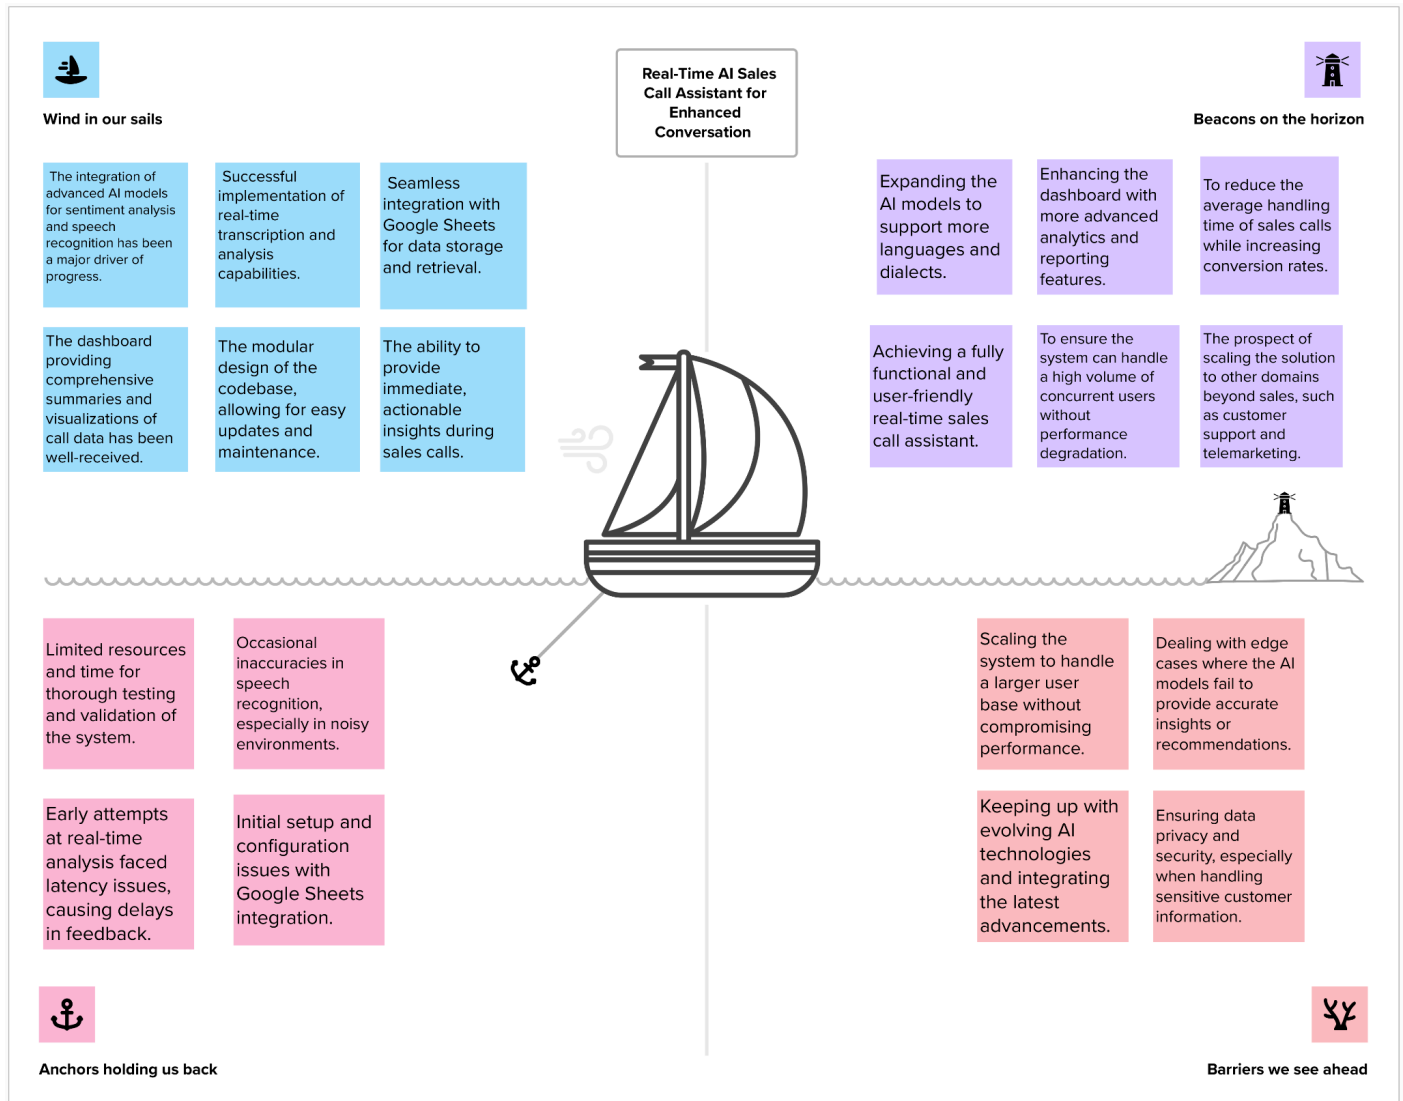 Real-Time AI Sales
Call Assistant for
Enhanced
Conversation
Wind in our sails
The integration of
advanced AI models
for sentiment analysis
and speech
recognition has been
a major driver of
progress.
Successful
implementation of
real-time
transcription and
analysis
capabilities.
Seamless
integration with
Google Sheets
for data storage
and retrieval.
The dashboard
providing
comprehensive
summaries and
visualizations of
call data has been
well-received.
The modular
design of the
codebase,
allowing for easy
updates and
maintenance.
The ability to
provide
immediate,
actionable
insights during
sales calls.
Beacons on the horizon
Expanding the
AI models to
support more
languages and
dialects.
Enhancing the
dashboard with
more advanced
analytics and
reporting
features.
To reduce the
average handling
time of sales calls
while increasing
conversion rates.
Achieving a fully
functional and
user-friendly
real-time sales
call assistant.
To ensure the
system can handle
a high volume of
concurrent users
without
performance
degradation.
The prospect of
scaling the solution
to other domains
beyond sales, such
as customer
support and
telemarketing.
Limited resources
and time for
thorough testing
and validation of
the system.
Occasional
inaccuracies in
speech
recognition,
especially in noisy
environments.
Early attempts
at real-time
analysis faced
latency issues,
causing delays
in feedback.
Initial setup and
configuration
issues with
Google Sheets
integration.
Anchors holding us back
Scaling the
system to handle
a larger user
base without
compromising
performance.
Dealing with edge
cases where the AI
models fail to
provide accurate
insights or
recommendations.
Keeping up with
evolving AI
technologies
and integrating
the latest
advancements.
Ensuring data
privacy and
security, especially
when handling
sensitive customer
information.
Barriers we see ahead